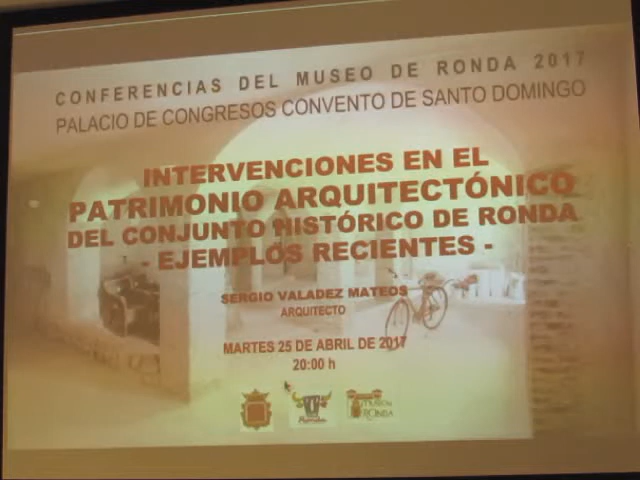 CONFERENCIAS DEL MUSEO DE RONDA 2017
PALACIO DE CONGRESOS CONVENTO DE SANTO DOMINGO
INTERVENCIONES EN EL
PATRIMONIO ARQUITECTÓNICO
DEL CONJUNTO HISTÓRICO DE RONDA
- EJEMPLOS RECIENTES -
SERGIO VALADEZ MATEOS
ARQUITECTO
MARTES 25 DE ABRIL DE 2017
20:00 h
RONDA